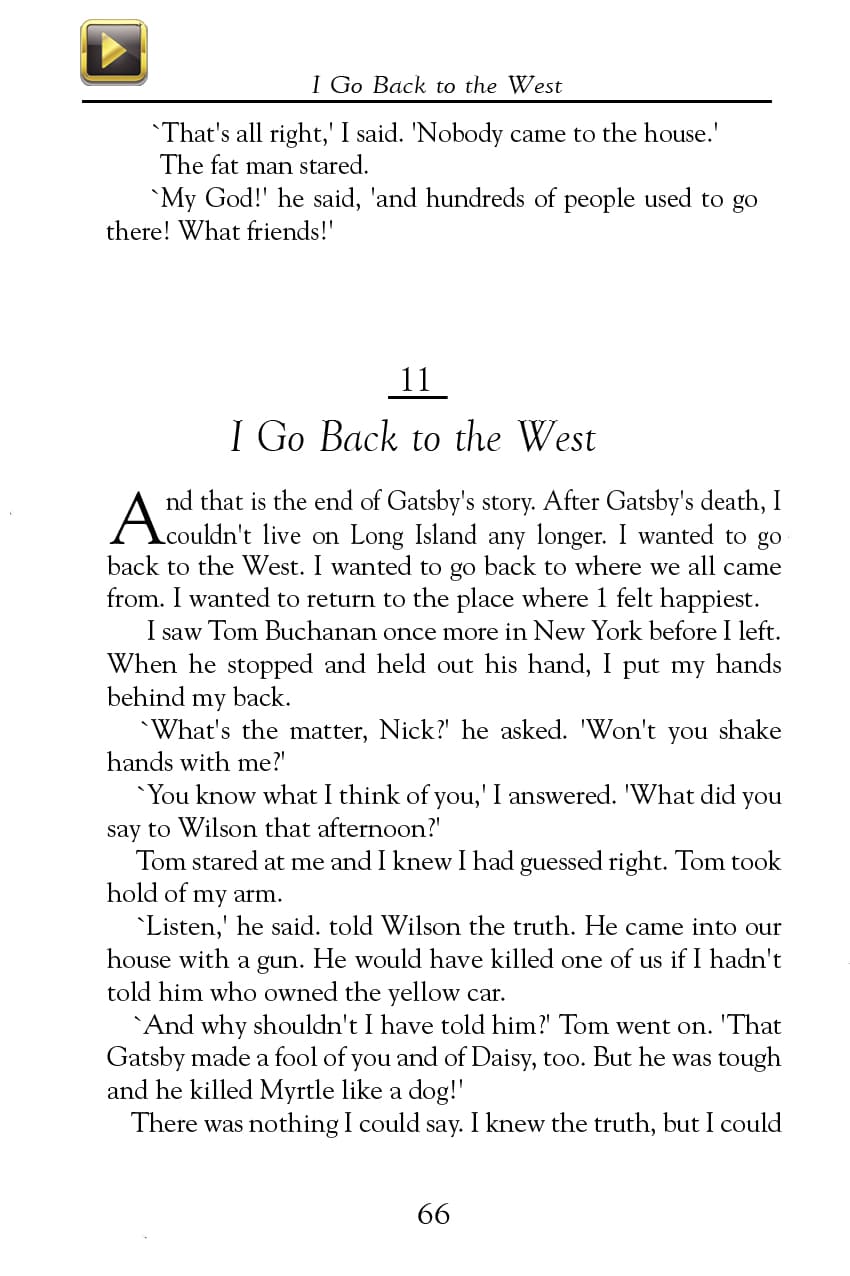 I Go Back to the West
`That's all right,' I said. 'Nobody came to the house.'
The fat man stared.
`My God!' he said, 'and hundreds of people used to go
there! What friends!'
11
I Go Back to the West
And that is the end of Gatsby's story. After Gatsby's death, I
couldn't live on Long Island any longer. I wanted to go
back to the West. I wanted to go back to where we all came
from. I wanted to return to the place where 1 felt happiest.
I saw Tom Buchanan once more in New York before I left.
When he stopped and held out his hand, I put my hands
behind my back.
`What's the matter, Nick?' he asked. 'Won't you shake
hands with me?'
`You know what I think of you,' I answered. 'What did you
say to Wilson that afternoon?'
Tom stared at me and I knew I had guessed right. Tom took
hold of my arm.
`Listen,' he said. told Wilson the truth. He came into our
house with a gun. He would have killed one of us if I hadn't
told him who owned the yellow car.
`And why shouldn't I have told him?' Tom went on. 'That
Gatsby made a fool of you and of Daisy, too. But he was tough
and he killed Myrtle like a dog!'
There was nothing I could say. I knew the truth, but I could
66